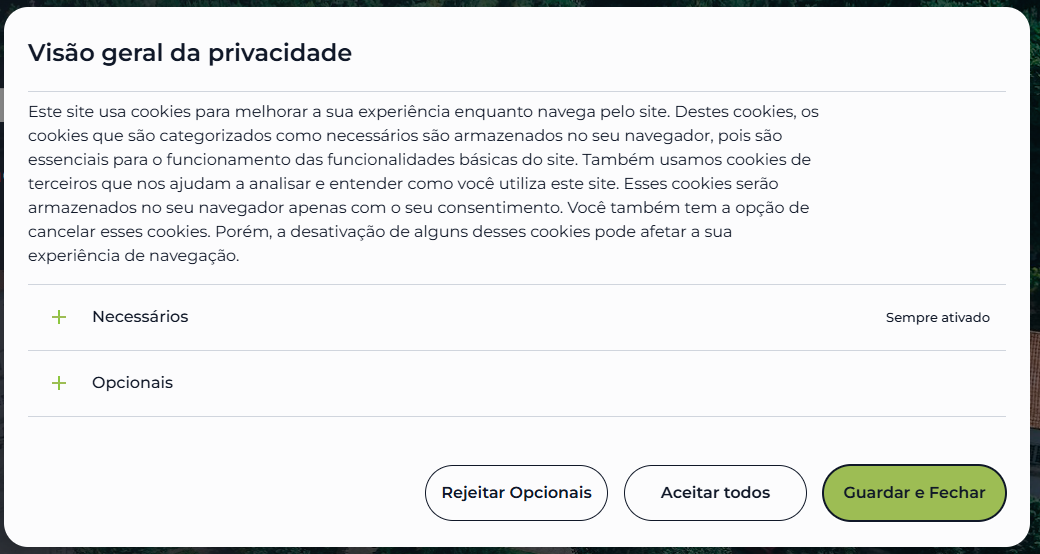 Visão geral da privacidade
Este site usa cookies para melhorar a sua experiência enquanto navega pelo site. Destes cookies, os
cookies que são categorizados como necessários são armazenados no seu navegador, pois são
essenciais para o funcionamento das funcionalidades básicas do site. Também usamos cookies de
terceiros que nos ajudam a analisar e entender como você utiliza este site. Esses cookies serão
armazenados no seu navegador apenas com o seu consentimento. Você também tem a opção de
cancelar esses cookies. Porém, a desativação de alguns desses cookies pode afetar a sua
experiência de navegação.
Necessários Sempre ativado
Opcionais
Rejeitar Opcionais Aceitar todos Guardar e Fechar